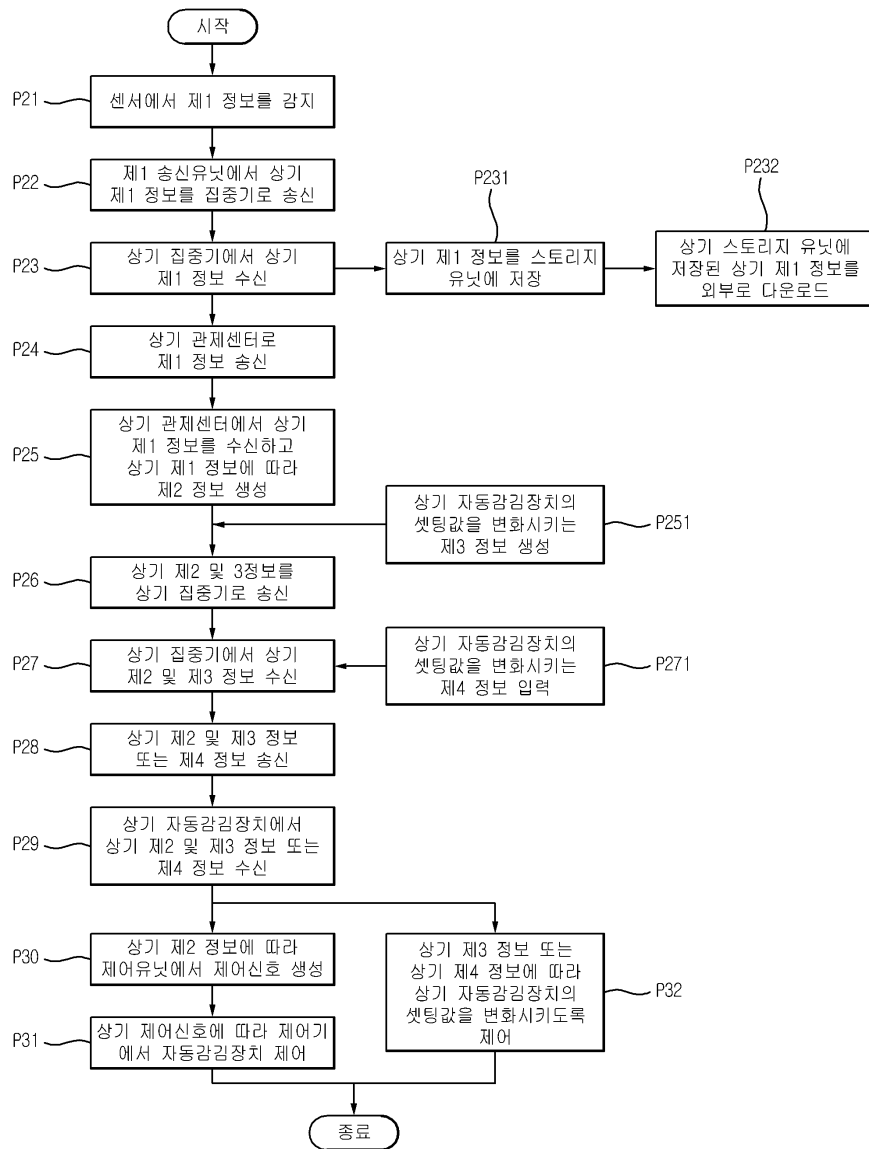 시작
P21
센서에서 제1 정보를 감지
P22
제1 송신유닛에서 상기
제1 정보를 집중기로 송신
P23
상기 집중기에서 상기
제1 정보 수신
P231
상기 제1 정보를 스토리지
유닛에 저장
P232
상기 스토리지 유닛에
저장된 상기 제1 정보를
외부로 다운로드
P24
상기 관제센터로
제1 정보 송신
P25
상기 관제센터에서 상기
제1 정보를 수신하고
상기 제1 정보에 따라
제2 정보 생성
상기 자동감김장치의
셋팅값을 변화시키는
제3 정보 생성
P251
P26
상기 제2 및 3정보를
상기 집중기로 송신
P27
상기 집중기에서 상기
제2 및 제3 정보 수신
상기 자동감김장치의
셋팅값을 변화시키는
제4 정보 입력
P271
P28
상기 제2 및 제3 정보
또는 제4 정보 송신
P29
상기 자동감김장치에서
상기 제2 및 제3 정보 또는
제4 정보 수신
P30
상기 제2 정보에 따라
제어유닛에서 제어신호 생성
상기 제3 정보 또는
상기 제4 정보에 따라
상기 자동감김장치의
셋팅값을 변화시키도록
제어
P32
P31
상기 제어신호에 따라 제어기
에서 자동감김장치 제어
종료